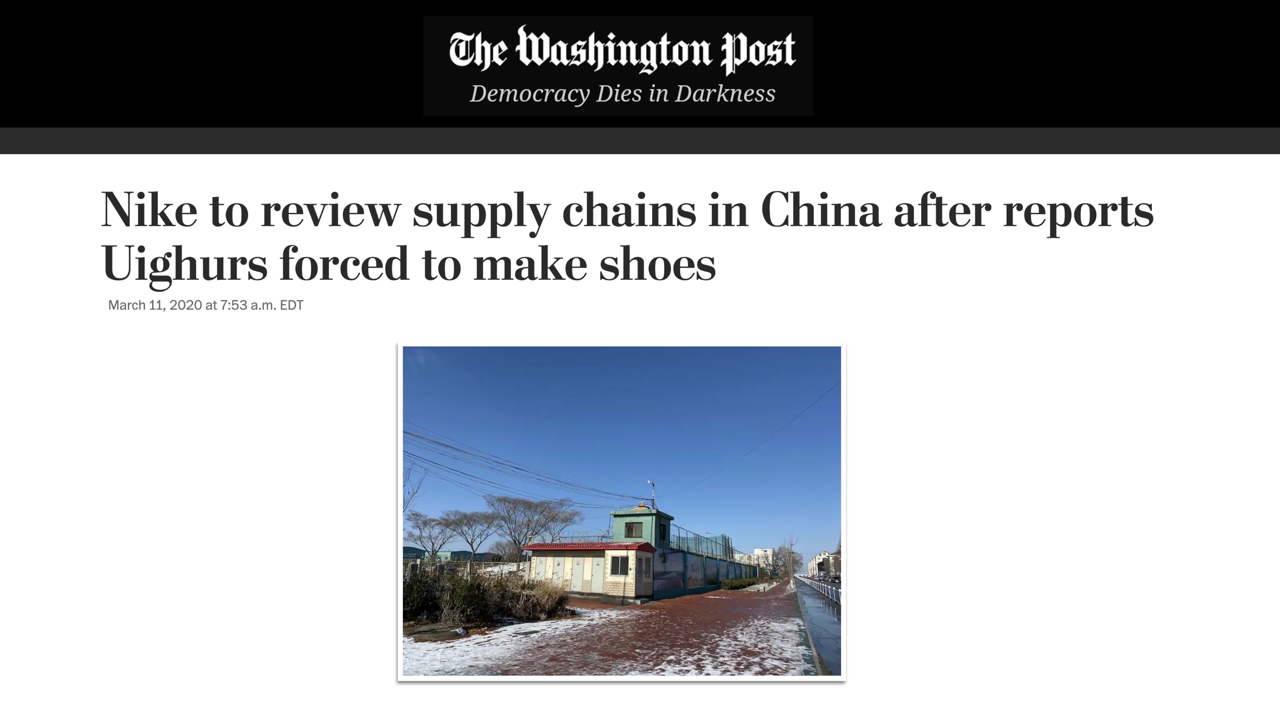 The Washington Post
Democracy Dies in Darkness
Nike to review supply chains in China after reports
Uighurs forced to make shoes
March 11, 2020 at 7:53 a.m. EDT